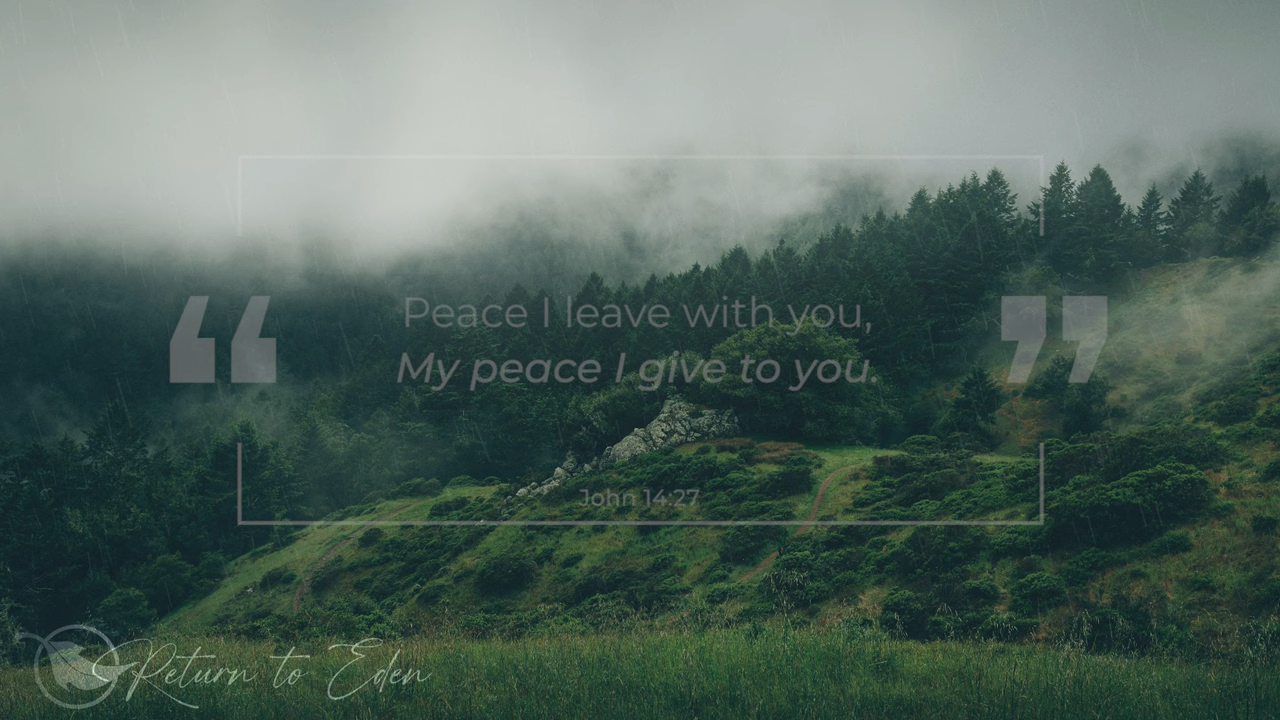 “ Peace I leave with you, ”
My peace I give to you.
John 14:27
Return to Eden